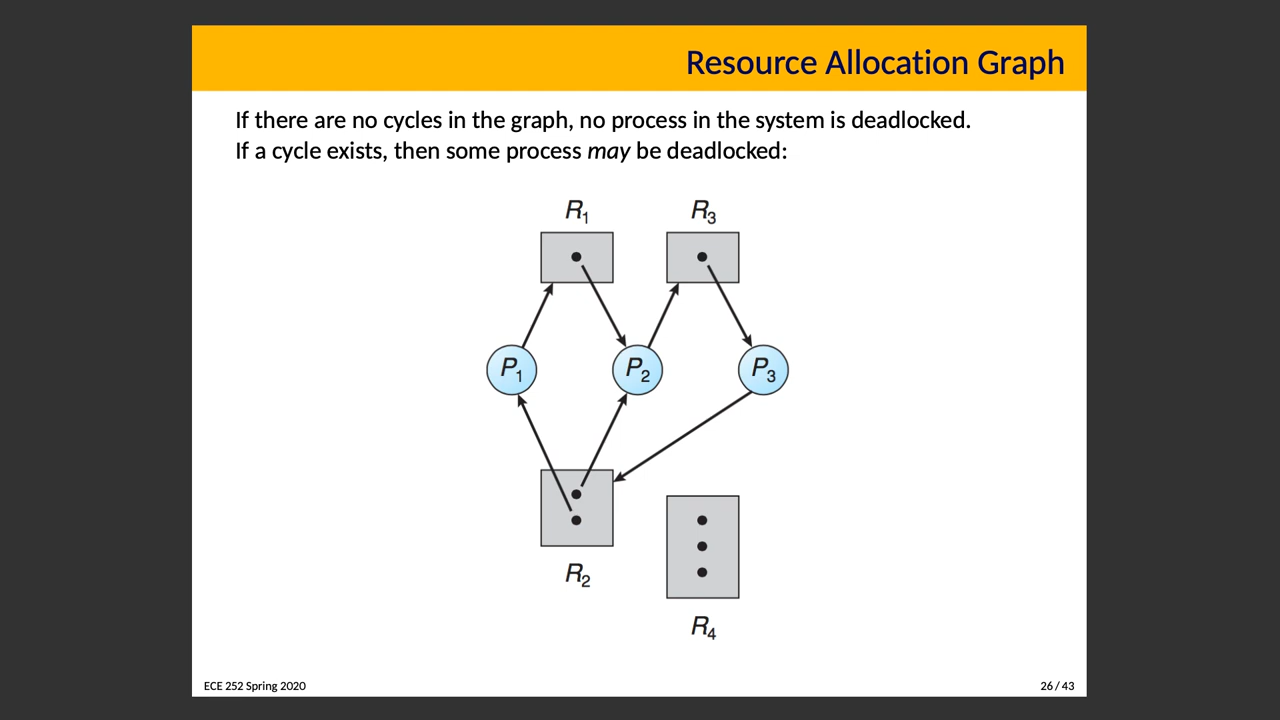 Resource Allocation Graph
If there are no cycles in the graph, no process in the system is deadlocked.
If a cycle exists, then some process may be deadlocked:
R1 R3
P1 P2 P3
R2
R4
ECE 252 Spring 2020 26 / 43